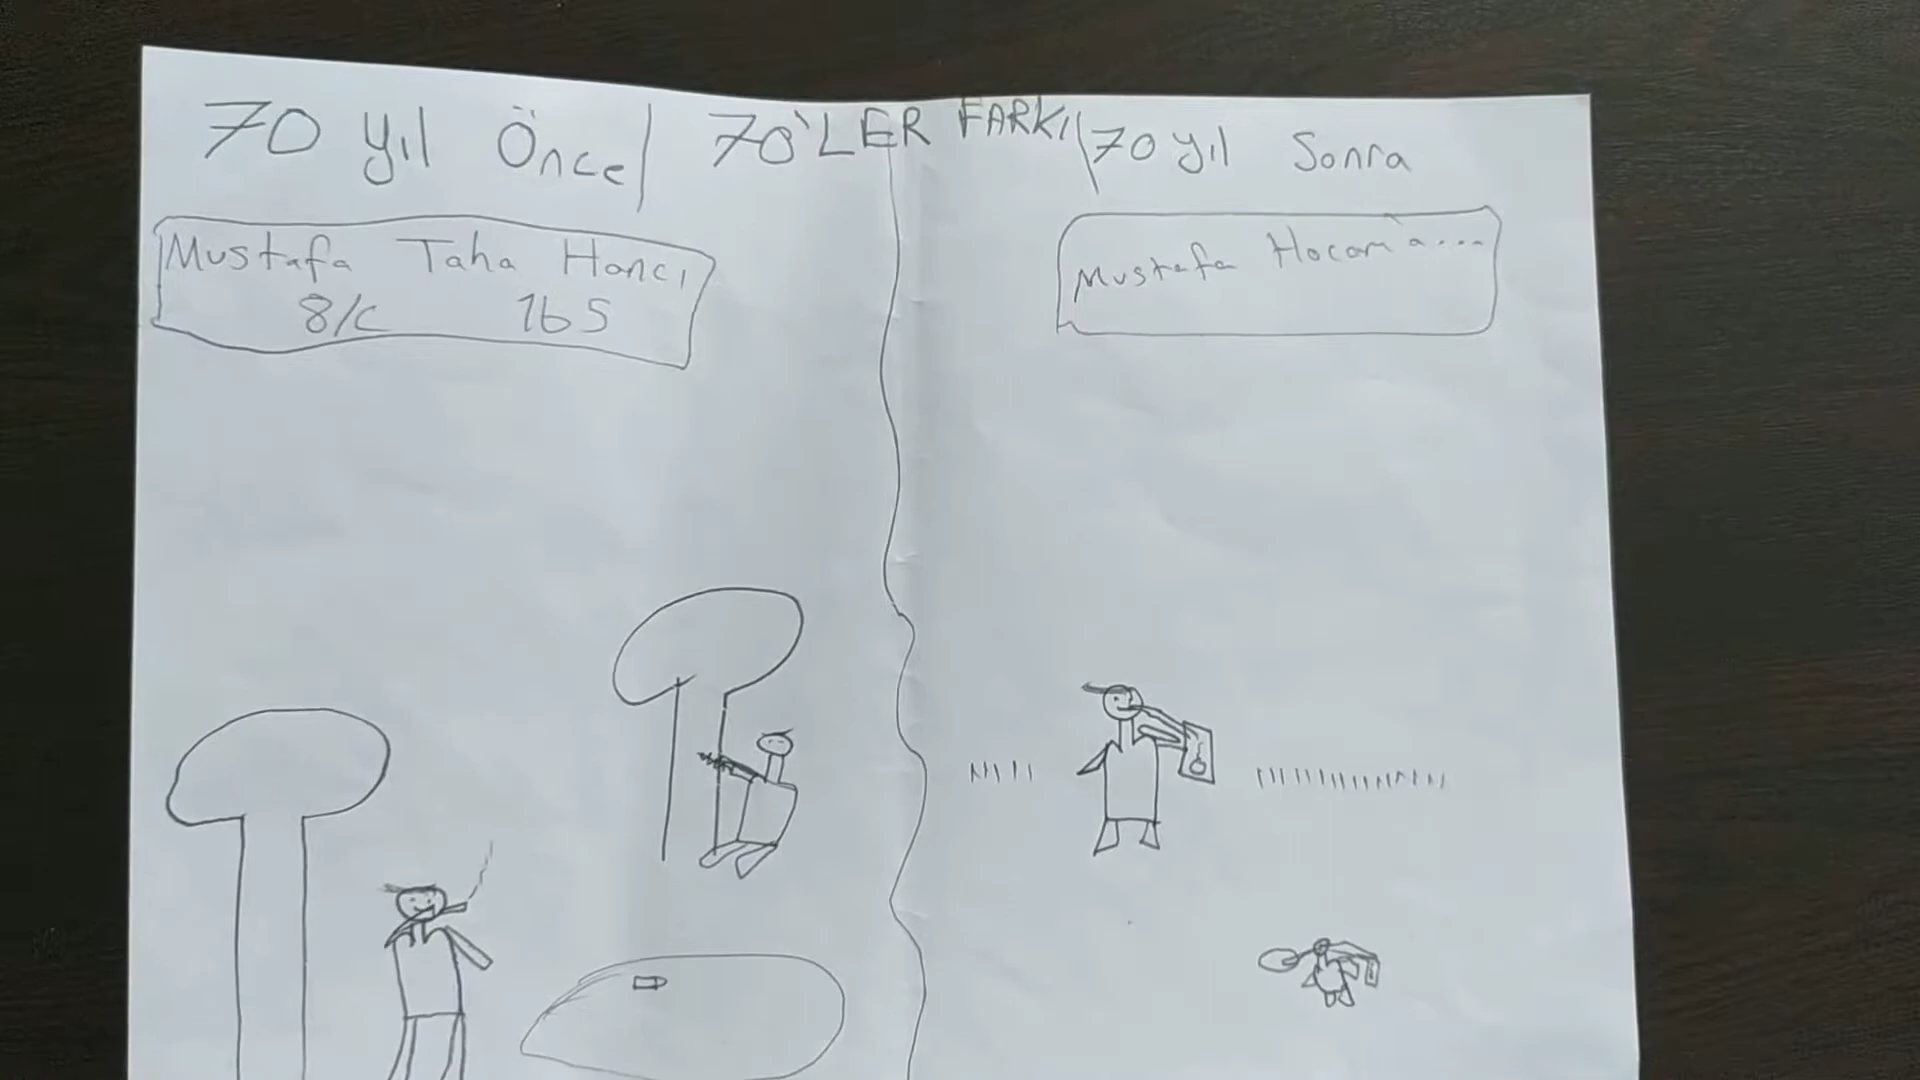 70 yıl Önce
70'LER FARKI
70 yıl Sonra
Mustafa Taha Hancı
8/C 165
Mustafa Hocam'a....